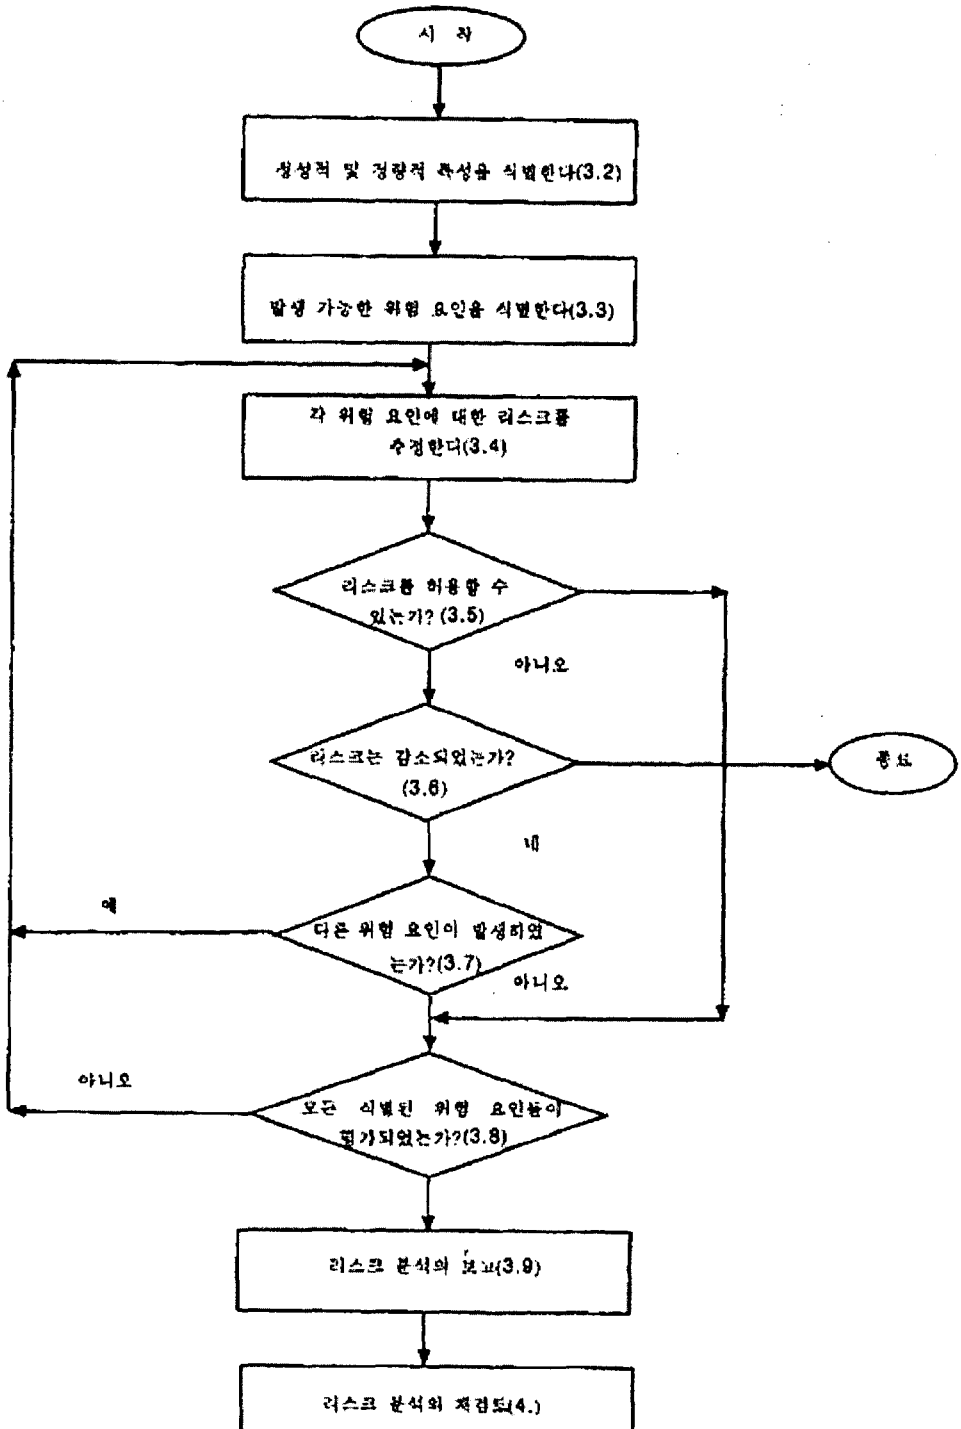 시 작
정성적 및 정량적 특성을 식별한다(3.2)
발생 가능한 위험 요인을 식별한다(3.3)
각 위험 요인에 대한 리스크를
추정한다(3.4)
리스크를 허용할 수
있는가? (3.5)
아니오
리스크는 감소되었는가?
(3.6)
종료
네
예
다른 위험 요인이 발생하였
는가?(3.7)
아니오
아니오
모든 식별된 위험 요인들이
평가되었는가?(3.8)
리스크 분석의 보고(3.9)
리스크 분석의 재검토(4.)